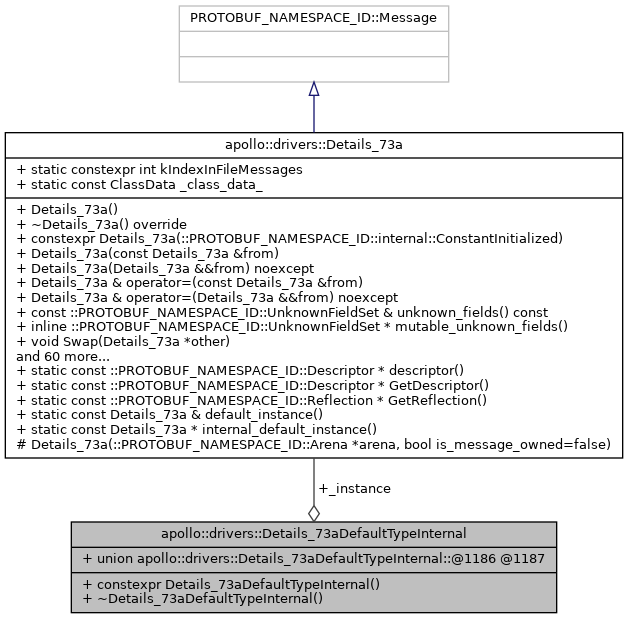 PROTOBUF_NAMESPACE_ID::Message
apollo::drivers::Details_73a
+ static constexpr int kIndexInFileMessages
+ static const ClassData _class_data_
+ Details_73a()
+ ~Details_73a() override
+ constexpr Details_73a(::PROTOBUF_NAMESPACE_ID::internal::ConstantInitialized)
+ Details_73a(const Details_73a &from)
+ Details_73a(Details_73a &&from) noexcept
+ Details_73a & operator=(const Details_73a &from)
+ Details_73a & operator=(Details_73a &&from) noexcept
+ const ::PROTOBUF_NAMESPACE_ID::UnknownFieldSet & unknown_fields() const
+ inline ::PROTOBUF_NAMESPACE_ID::UnknownFieldSet * mutable_unknown_fields()
+ void Swap(Details_73a *other)
and 60 more...
+ static const ::PROTOBUF_NAMESPACE_ID::Descriptor * descriptor()
+ static const ::PROTOBUF_NAMESPACE_ID::Descriptor * GetDescriptor()
+ static const ::PROTOBUF_NAMESPACE_ID::Reflection * GetReflection()
+ static const Details_73a & default_instance()
+ static const Details_73a * internal_default_instance()
# Details_73a(::PROTOBUF_NAMESPACE_ID::Arena *arena, bool is_message_owned=false)
+_instance
apollo::drivers::Details_73aDefaultTypeInternal
+ union apollo::drivers::Details_73aDefaultTypeInternal::@1186 @1187
+ constexpr Details_73aDefaultTypeInternal()
+ ~Details_73aDefaultTypeInternal()